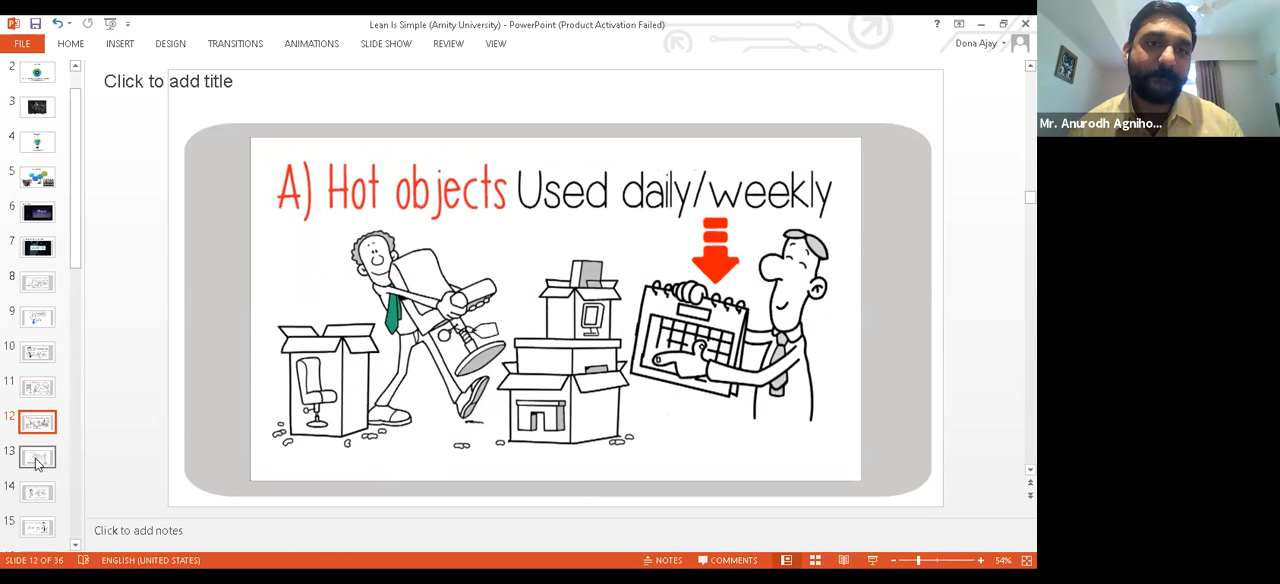 Lean Is Simple (Amity University) - PowerPoint (Product Activation Failed)
?
FILE HOME INSERT DESIGN TRANSITIONS ANIMATIONS SLIDE SHOW REVIEW VIEW
Dona Ajay
Mr. Anurodh Agniho...
Click to add title
A) Hot objects Used daily/weekly
2
3
4
5
6
7
8
9
10
11
12
13
14
15
Click to add notes
SLIDE 12 OF 36 ENGLISH (UNITED STATES) NOTES COMMENTS 54%